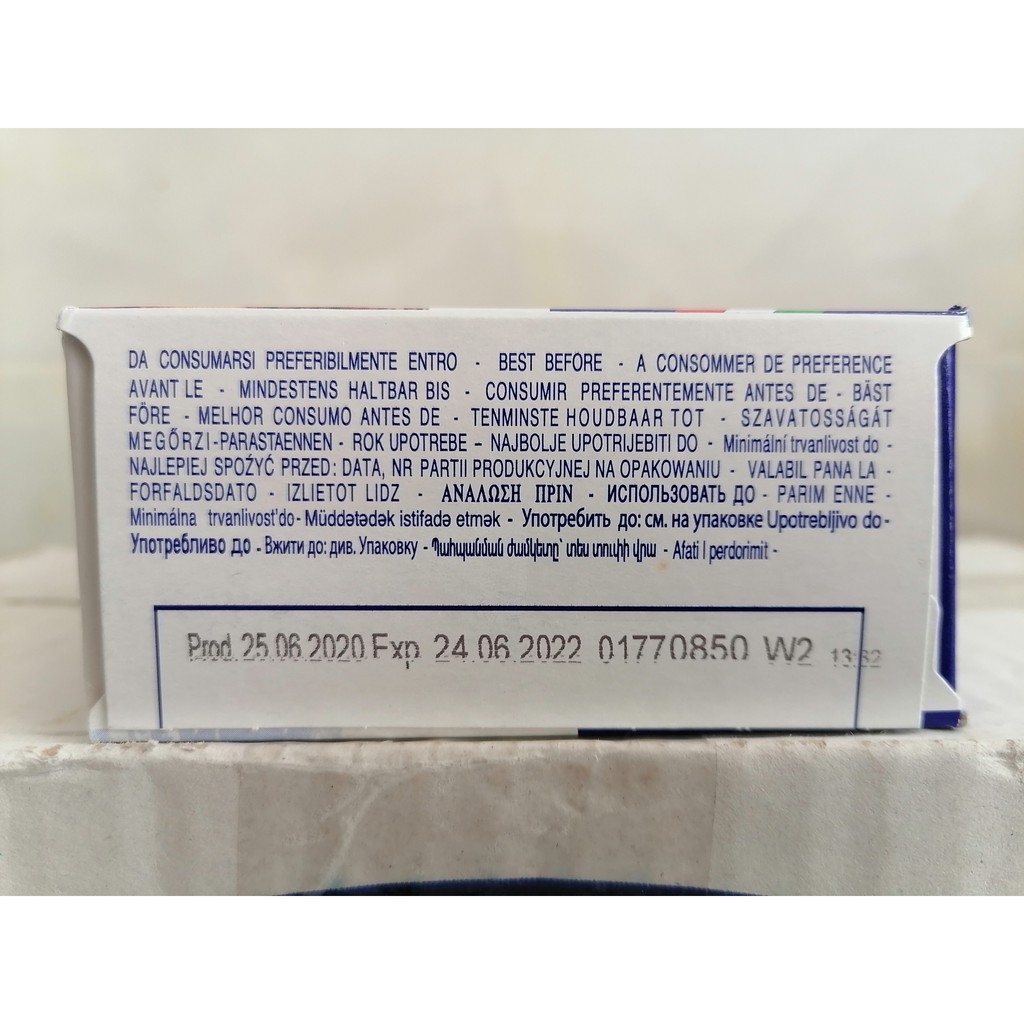 DA CONSUMARSI PREFERIBILMENTE ENTRO - BEST BEFORE - A CONSOMMER DE PREFERENCE
AVANT LE - MINDESTENS HALTBAR BIS - CONSUMIR PREFERENTEMENTE ANTES DE - BÄST
FÖRE - MELHOR CONSUMO ANTES DE - TENMINSTE HOUDBAAR TOT - SZAVATOSSÁGÁT
MEGŐRZI-PARASTAENNEN - ROK UPOTREBE – NAJBOLJE UPOTRIJEBITI DO - Minimální trvanlivost do -
NAJLEPIEJ SPOŻYĆ PRZED: DATA, NR PARTII PRODUKCYJNEJ NA OPAKOWANIU - VALABIL PANA LA -
FORFALDSDATO - IZLIETOT LIDZ - ΑΝΑΛΩΣΗ ΠΡΙΝ - ИСПОЛЬЗОВАТЬ ДО - PARIM ENNE -
Minimálna trvanlivosť do - Müddətədək istifadə etmək - Употребить до: см. на упаковке Upotrebljivo do -
Употребливо до - Вжити до: див. Упаковку - Պահպանման ժամկետը՝ տես տուփի վրա - Afati I perdorimit -
Prod 25.06.2020 Exp 24.06.2022 01770850 W2 13:32